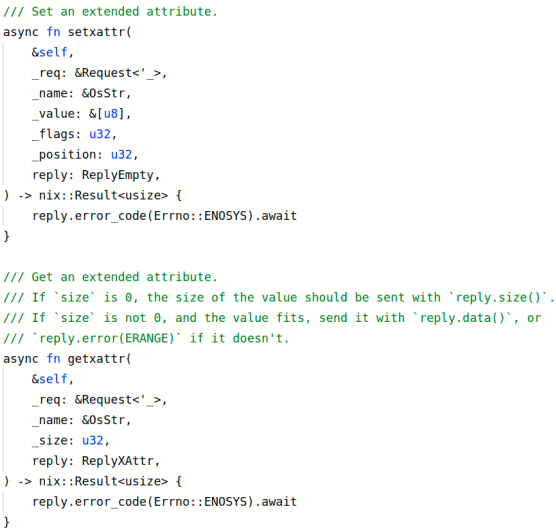 /// Set an extended attribute.
async fn setxattr(
    &self,
    _req: &Request<'_>,
    _name: &OsStr,
    _value: &[u8],
    _flags: u32,
    _position: u32,
    reply: ReplyEmpty,
) -> nix::Result<usize> {
    reply.error_code(Errno::ENOSYS).await
}

/// Get an extended attribute.
/// If `size` is 0, the size of the value should be sent with `reply.size()`.
/// If `size` is not 0, and the value fits, send it with `reply.data()`, or
/// `reply.error(ERANGE)` if it doesn't.
async fn getxattr(
    &self,
    _req: &Request<'_>,
    _name: &OsStr,
    _size: u32,
    reply: ReplyXAttr,
) -> nix::Result<usize> {
    reply.error_code(Errno::ENOSYS).await
}